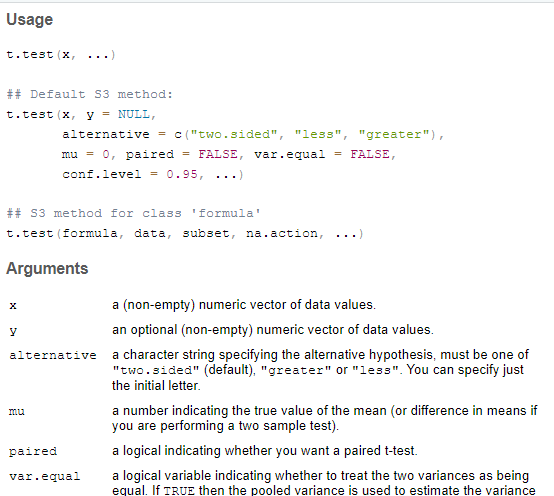 Usage
t.test(x, ...)
## Default S3 method:
t.test(x, y = NULL,
alternative = c("two.sided", "less", "greater"),
mu = 0, paired = FALSE, var.equal = FALSE,
conf.level = 0.95, ...)
## S3 method for class 'formula'
t.test(formula, data, subset, na.action, ...)
Arguments
x a (non-empty) numeric vector of data values.
y an optional (non-empty) numeric vector of data values.
alternative a character string specifying the alternative hypothesis, must be one of
"two.sided" (default), "greater" or "less". You can specify just
the initial letter.
mu a number indicating the true value of the mean (or difference in means if
you are performing a two sample test).
paired a logical indicating whether you want a paired t-test.
var.equal a logical variable indicating whether to treat the two variances as being
equal. If TRUE then the pooled variance is used to estimate the variance